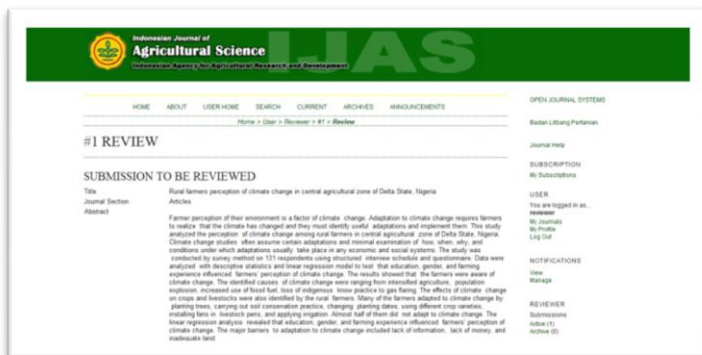 Indonesian Journal of
Agricultural Science
Indonesian Agency for Agricultural Research and Development
IJAS
HOME ABOUT USER HOME SEARCH CURRENT ARCHIVES ANNOUNCEMENTS
Home > User > Reviewer > #1 > Review
#1 REVIEW
SUBMISSION TO BE REVIEWED
Title Rural farmers perception of climate change in central agricultural zone of Delta State, Nigeria
Journal Section Articles
Abstract
Farmer perception of their environment is a factor of climate change. Adaptation to climate change requires farmers
to realize that the climate has changed and they must identify useful adaptations and implement them. This study
analyzed the perception of climate change among rural farmers in central agricultural zone of Delta State, Nigeria.
Climate change studies often assume certain adaptations and minimal examination of how, when, why, and
conditions under which adaptations usually take place in any economic and social systems. The study was
conducted by survey method on 131 respondents using structured interview schedule and questionnaire. Data were
analyzed with descriptive statistics and linear regression model to test that education, gender, and farming
experience influenced farmers' perception of climate change. The results showed that the farmers were aware of
climate change. The identified causes of climate change were ranging from intensified agriculture, population
explosion, increased use of fossil fuel, loss of indigenous know practice to gas flaring. The effects of climate change
on crops and livestocks were also identified by the rural farmers. Many of the farmers adapted to climate change by
planting trees, carrying out soil conservation practice, changing planting dates, using different crop varieties,
installing fans in livestock pens, and applying irrigation. Almost half of them did not adapt to climate change. The
linear regression analysis revealed that education, gender, and farming experience influenced farmers' perception of
climate change. The major barriers to adaptation to climate change included lack of information, lack of money, and
inadequate land.
OPEN JOURNAL SYSTEMS
Badan Litbang Pertanian
Journal Help
SUBSCRIPTION
My Subscriptions
USER
You are logged in as...
reviewer
My Journals
My Profile
Log Out
NOTIFICATIONS
View
Manage
REVIEWER
Submissions
Active (1)
Archive (0)